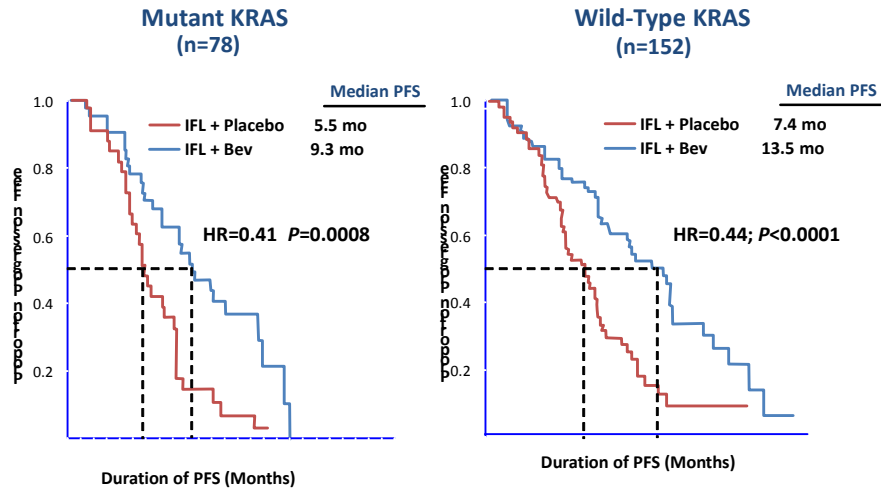 Mutant KRAS
(n=78)
Median PFS
IFL + Placebo 5.5 mo
IFL + Bev 9.3 mo
HR=0.41 P=0.0008
1.0
0.8
0.6
0.4
0.2
Duration of PFS (Months)
Wild-Type KRAS
(n=152)
Median PFS
IFL + Placebo 7.4 mo
IFL + Bev 13.5 mo
HR=0.44; P<0.0001
1.0
0.8
0.6
0.4
0.2
Duration of PFS (Months)